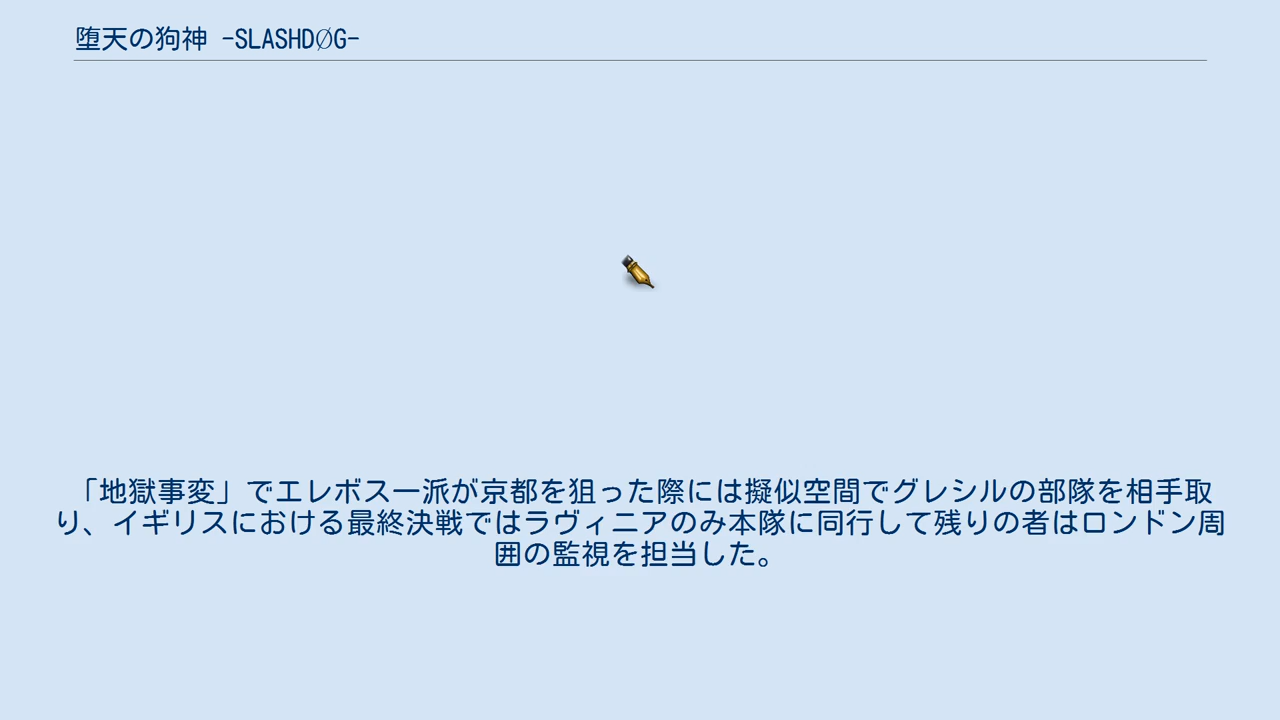 堕天の狗神 -SLASHDØG-
「地獄事変」でエレボス一派が京都を狙った際には擬似空間でグレシルの部隊を相手取
り、イギリスにおける最終決戦ではラヴィニアのみ本隊に同行して残りの者はロンドン周
囲の監視を担当した。